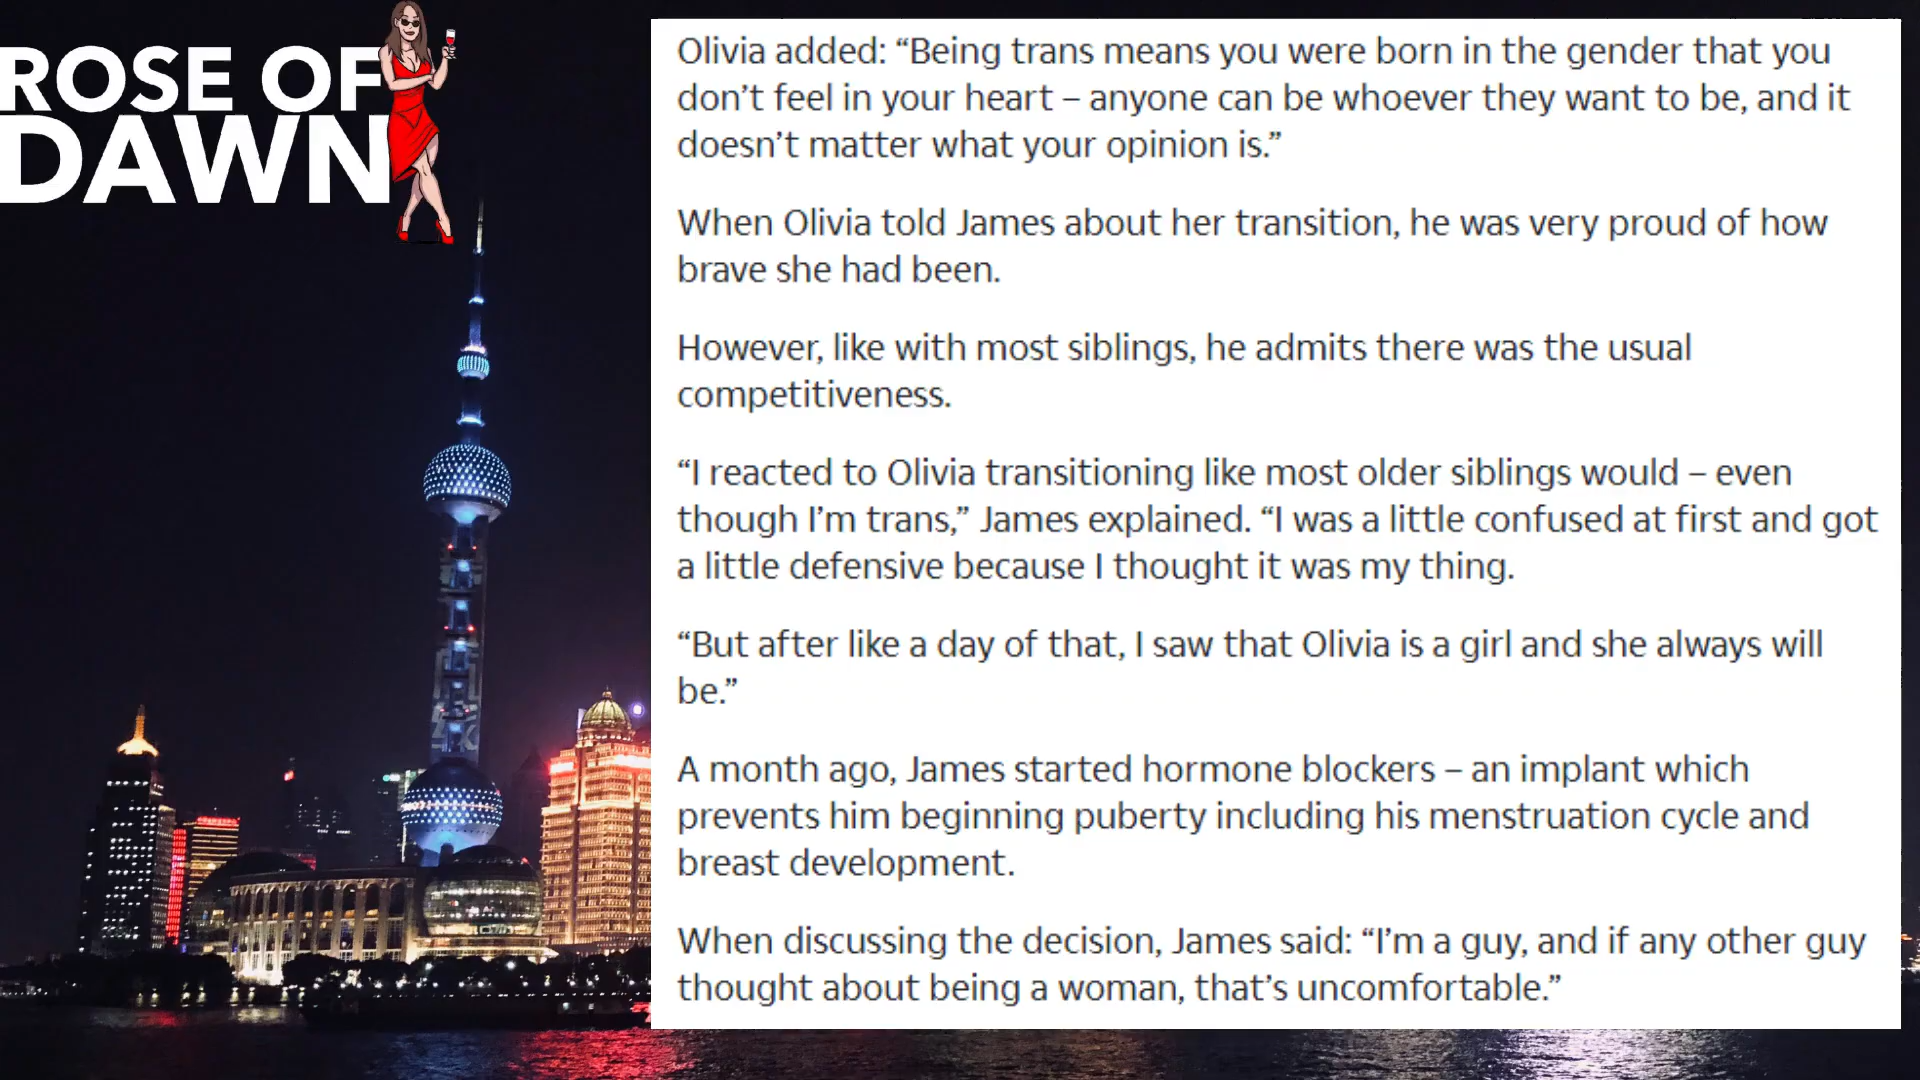 ROSE OF
DAWN
Olivia added: “Being trans means you were born in the gender that you
don’t feel in your heart – anyone can be whoever they want to be, and it
doesn’t matter what your opinion is.”
When Olivia told James about her transition, he was very proud of how
brave she had been.
However, like with most siblings, he admits there was the usual
competitiveness.
“I reacted to Olivia transitioning like most older siblings would – even
though I’m trans,” James explained. “I was a little confused at first and got
a little defensive because I thought it was my thing.
“But after like a day of that, I saw that Olivia is a girl and she always will
be.”
A month ago, James started hormone blockers – an implant which
prevents him beginning puberty including his menstruation cycle and
breast development.
When discussing the decision, James said: “I’m a guy, and if any other guy
thought about being a woman, that’s uncomfortable.”